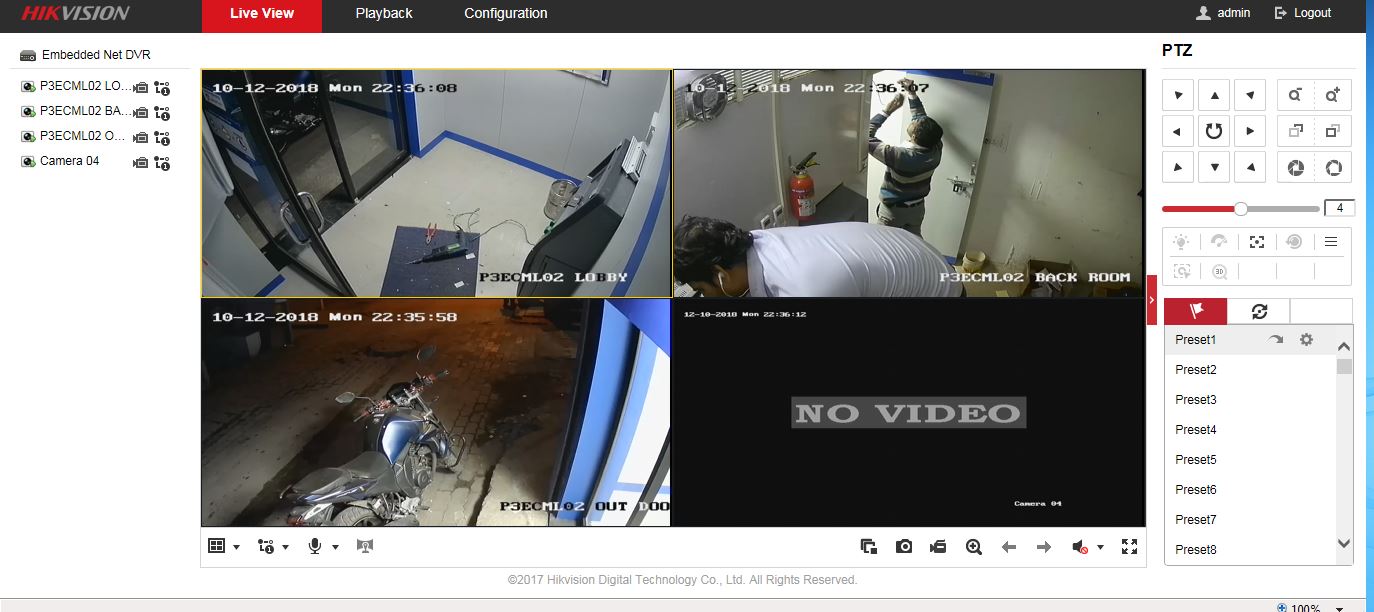 HIKVISION
Live View
Playback
Configuration
admin
Logout
Embedded Net DVR
P3ECML02 LO...
P3ECML02 BA...
P3ECML02 O...
Camera 04
10-12-2018 Mon 22:36:08
P3ECML02 LOBBY
10-12-2018 Mon 22:36:07
P3ECML02 BACK ROOM
10-12-2018 Mon 22:35:58
P3ECML02 OUT DOO
12-10-2018 Mon 22:36:12
NO VIDEO
Camera 04
PTZ
4
3D
Preset1
Preset2
Preset3
Preset4
Preset5
Preset6
Preset7
Preset8
©2017 Hikvision Digital Technology Co., Ltd. All Rights Reserved.
100%